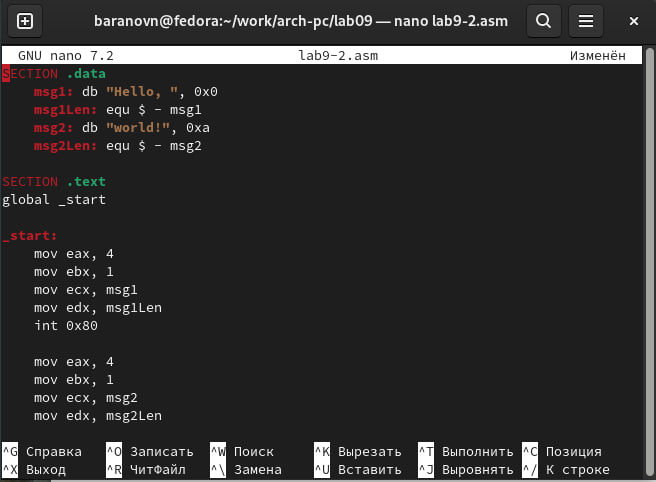 baranovn@fedora:~/work/arch-pc/lab09 — nano lab9-2.asm
GNU nano 7.2 lab9-2.asm Изменён
SECTION .data
    msg1: db "Hello, ", 0x0
    msg1Len: equ $ - msg1
    msg2: db "world!", 0xa
    msg2Len: equ $ - msg2
SECTION .text
global _start
_start:
    mov eax, 4
    mov ebx, 1
    mov ecx, msg1
    mov edx, msg1Len
    int 0x80
    mov eax, 4
    mov ebx, 1
    mov ecx, msg2
    mov edx, msg2Len
^G Справка ^O Записать ^W Поиск ^K Вырезать ^T Выполнить ^C Позиция
^X Выход ^R ЧитФайл ^\ Замена ^U Вставить ^J Выровнять ^/ К строке